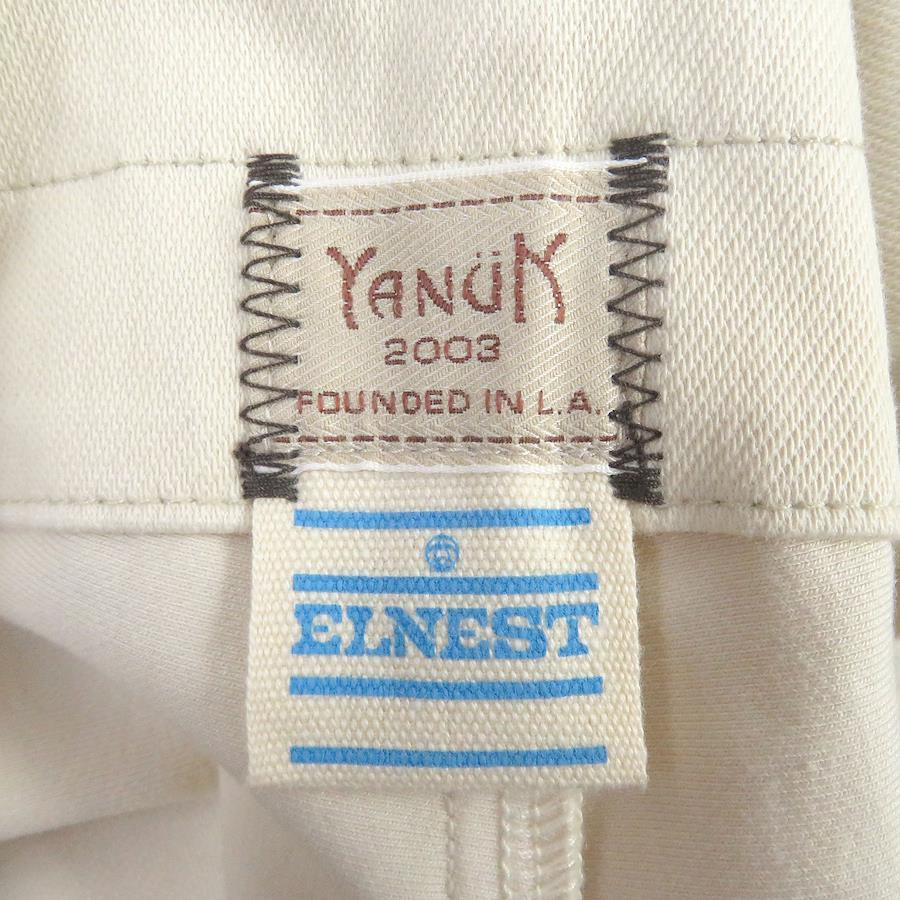 YANÜK
2003
FOUNDED IN L.A.
ELNEST